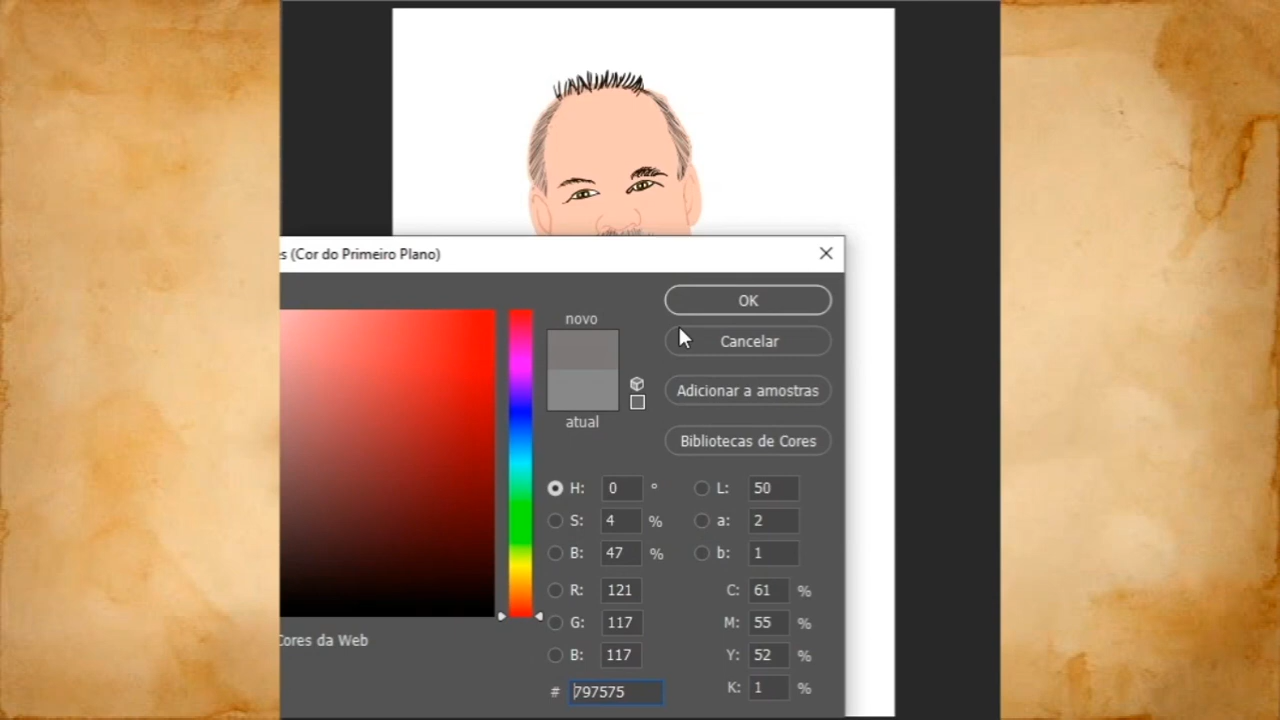 s (Cor do Primeiro Plano)
novo
OK
Cancelar
Adicionar a amostras
atual
Bibliotecas de Cores
H: 0 ° L: 50
S: 4 % a: 2
B: 47 % b: 1
R: 121 C: 61 %
G: 117 M: 55 %
Cores da Web
B: 117 Y: 52 %
# 797575 K: 1 %